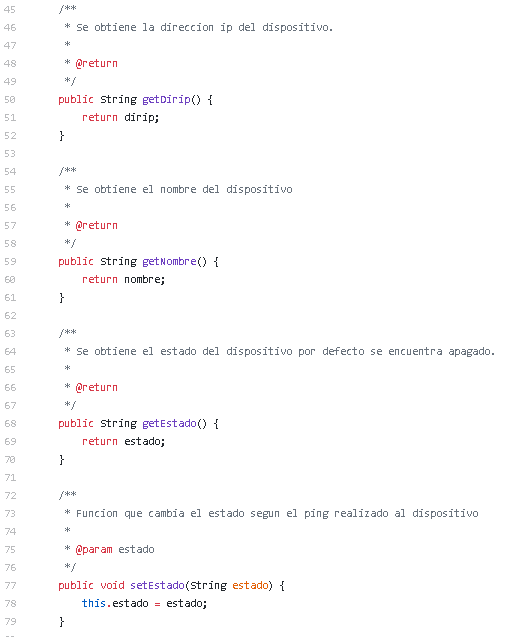 45 /**
46 * Se obtiene la direccion ip del dispositivo.
47 *
48 * @return
49 */
50 public String getDirip() {
51 return dirip;
52 }
53
54 /**
55 * Se obtiene el nombre del dispositivo
56 *
57 * @return
58 */
59 public String getNombre() {
60 return nombre;
61 }
62
63 /**
64 * Se obtiene el estado del dispositivo por defecto se encuentra apagado.
65 *
66 * @return
67 */
68 public String getEstado() {
69 return estado;
70 }
71
72 /**
73 * Funcion que cambia el estado segun el ping realizado al dispositivo
74 *
75 * @param estado
76 */
77 public void setEstado(String estado) {
78 this.estado = estado;
79 }